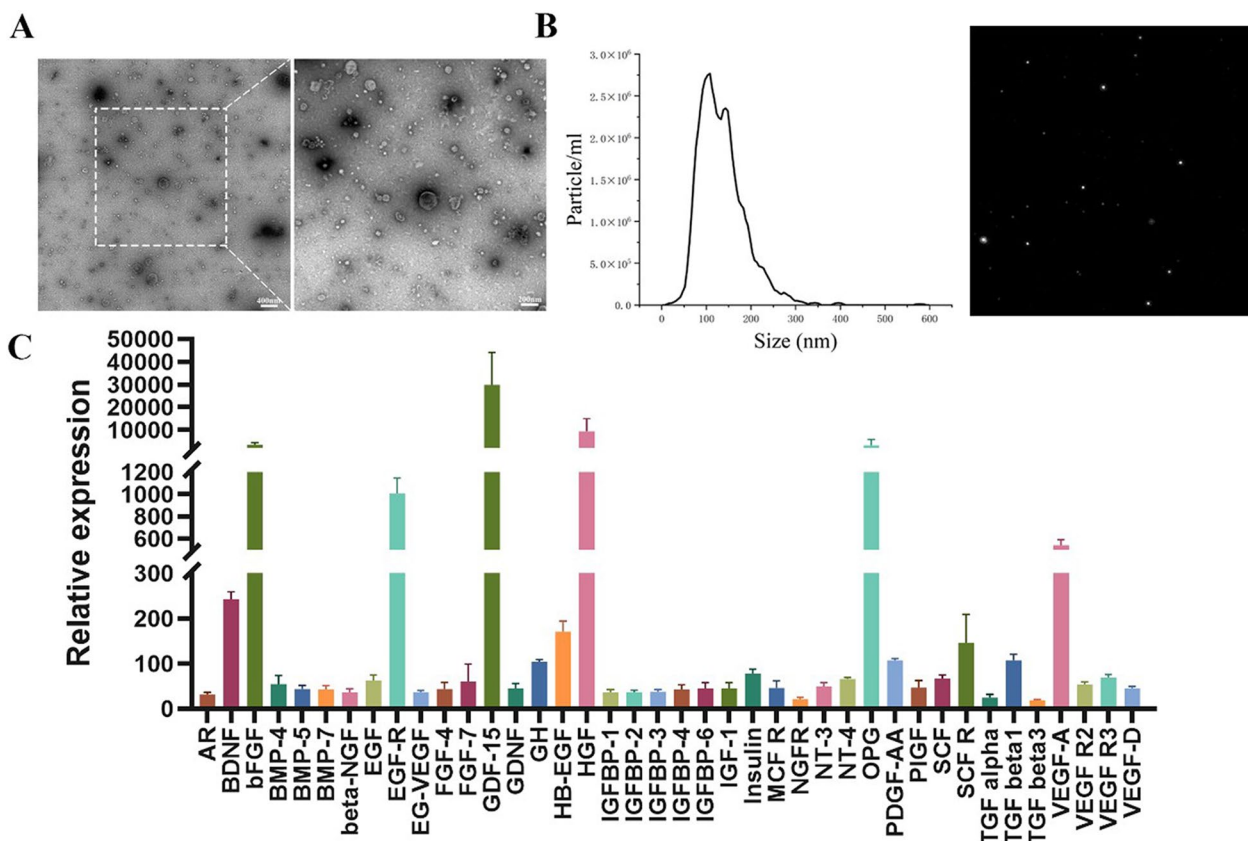 A
400nm
200nm
B
3.0×10⁶
2.5×10⁶
2.0×10⁶
1.5×10⁶
1.0×10⁶
5.0×10⁵
0.0
Particle/ml
0 100 200 300 400 500 600
Size (nm)
C
50000
40000
30000
20000
10000
1200
1000
800
600
300
200
100
0
Relative expression
AR
BDNF
bFGF
BMP-4
BMP-5
BMP-7
beta-NGF
EGF
EGF-R
EG-VEGF
FGF-4
FGF-7
GDF-15
GDNF
GH
HB-EGF
HGF
IGFBP-1
IGFBP-2
IGFBP-3
IGFBP-4
IGFBP-6
IGF-1
Insulin
MCF R
NGFR
NT-3
NT-4
OPG
PDGF-AA
PIGF
SCF
SCF R
TGF alpha
TGF beta1
TGF beta3
VEGF-A
VEGF R2
VEGF R3
VEGF-D